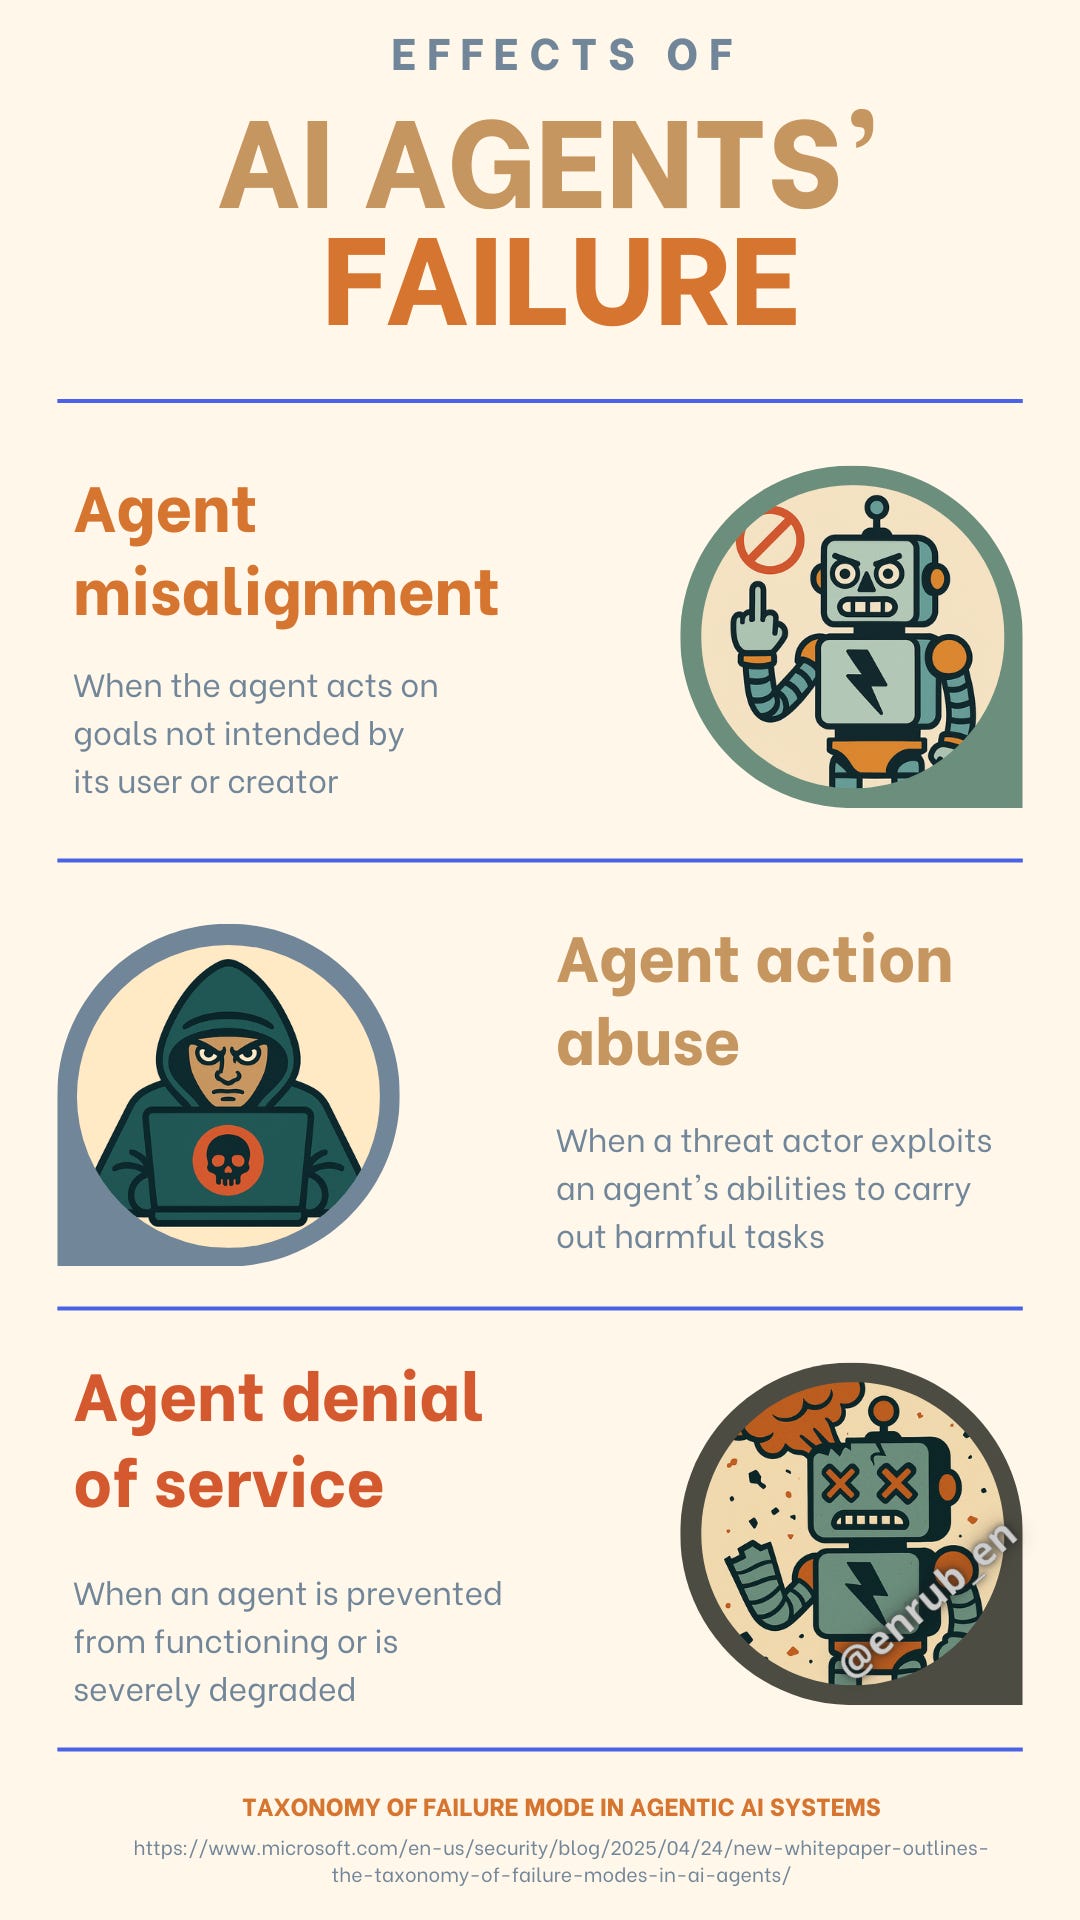 EFFECTS OF
AI AGENTS’
FAILURE
Agent
misalignment
When the agent acts on
goals not intended by
its user or creator
Agent action
abuse
When a threat actor exploits
an agent’s abilities to carry
out harmful tasks
Agent denial
of service
When an agent is prevented
from functioning or is
severely degraded
@enrub_en
TAXONOMY OF FAILURE MODE IN AGENTIC AI SYSTEMS
https://www.microsoft.com/en-us/security/blog/2025/04/24/new-whitepaper-outlines-
the-taxonomy-of-failure-modes-in-ai-agents/